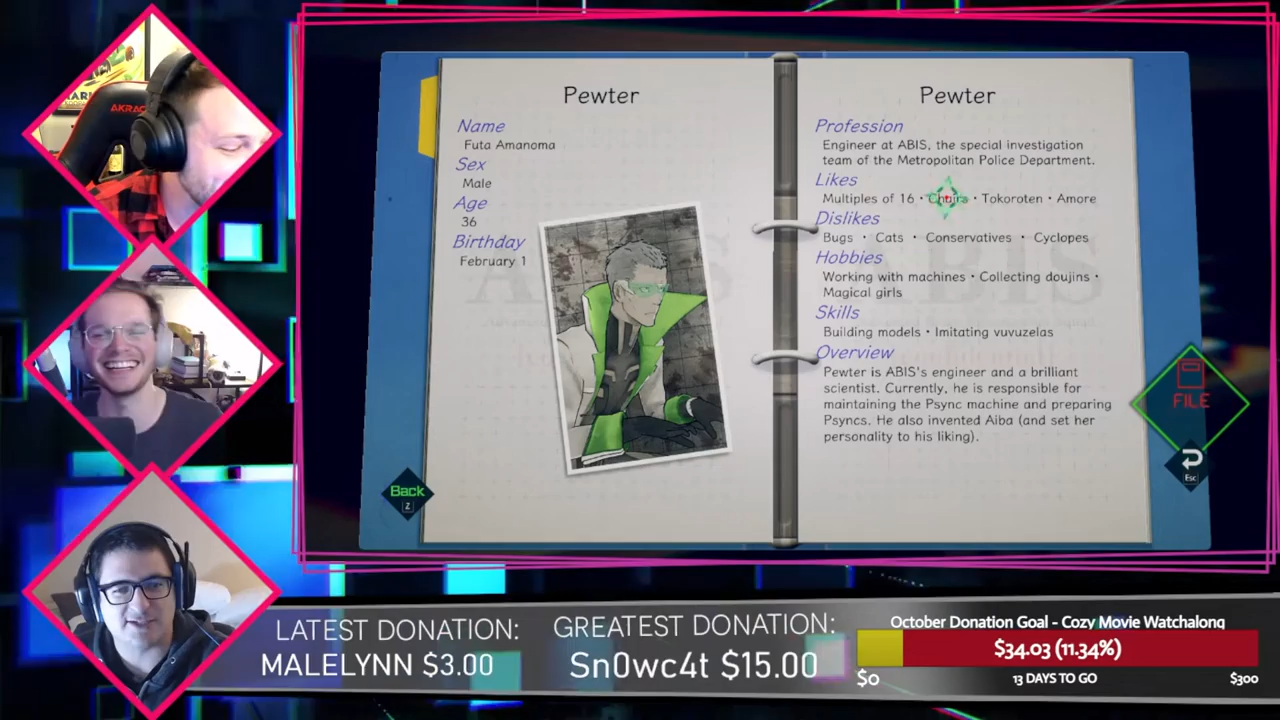 AKRAC
Pewter
Name
Futa Amanoma
Sex
Male
Age
36
Birthday
February 1
Back
Z
Pewter
Profession
Engineer at ABIS, the special investigation
team of the Metropolitan Police Department.
Likes
Multiples of 16 • Chairs • Tokoroten • Amore
Dislikes
Bugs • Cats • Conservatives • Cyclopes
Hobbies
Working with machines • Collecting doujins •
Magical girls
Skills
Building models • Imitating vuvuzelas
Overview
Pewter is ABIS's engineer and a brilliant
scientist. Currently, he is responsible for
maintaining the Psync machine and preparing
Psyncs. He also invented Aiba (and set her
personality to his liking).
FILE
Esc
LATEST DONATION:
MALELYNN $3.00
GREATEST DONATION:
Sn0wc4t $15.00
October Donation Goal - Cozy Movie Watchalong
$34.03 (11.34%)
$0
13 DAYS TO GO
$300